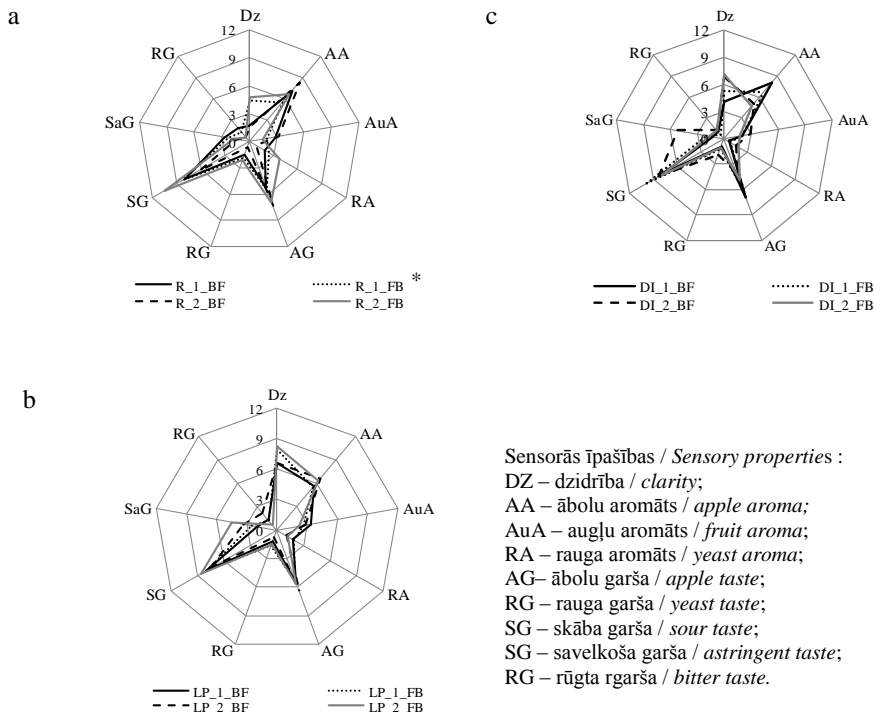 a
Dz
12
9
6
3
0
AA
AuA
RA
AG
RG
SG
SaG
RG
R_1_BF
R_1_FB *
R_2_BF
R_2_FB
c
Dz
12
9
6
3
0
AA
AuA
RA
AG
RG
SG
SaG
RG
DI_1_BF
DI_1_FB
DI_2_BF
DI_2_FB
b
Dz
12
9
6
3
0
AA
AuA
RA
AG
RG
SG
SaG
RG
LP_1_BF
LP_1_FB
LP_2_BF
LP_2_FB
Sensorās īpašības / Sensory properties :
DZ – dzidrība / clarity;
AA – ābolu aromāts / apple aroma;
AuA – augļu aromāts / fruit aroma;
RA – rauga aromāts / yeast aroma;
AG– ābolu garša / apple taste;
RG – rauga garša / yeast taste;
SG – skāba garša / sour taste;
SG – savelkoša garša / astringent taste;
RG – rūgta rgarša / bitter taste.